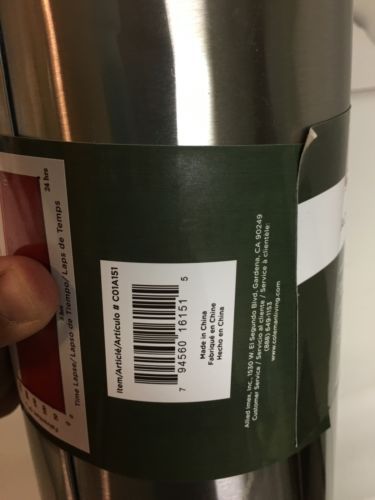 24 hrs
Time Lapse/Lapso de Tiempo/Laps de Temps
Item/Article/Artículo # C01A151
7 94560 16151 5
Made in China
Fabriqué en Chine
Hecho en China
Allied Imex, Inc., 1530 W. El Segundo Blvd., Gardena, CA 90249
Customer Service / Servicio al cliente / Service à clientèle:
(888) 649-1153